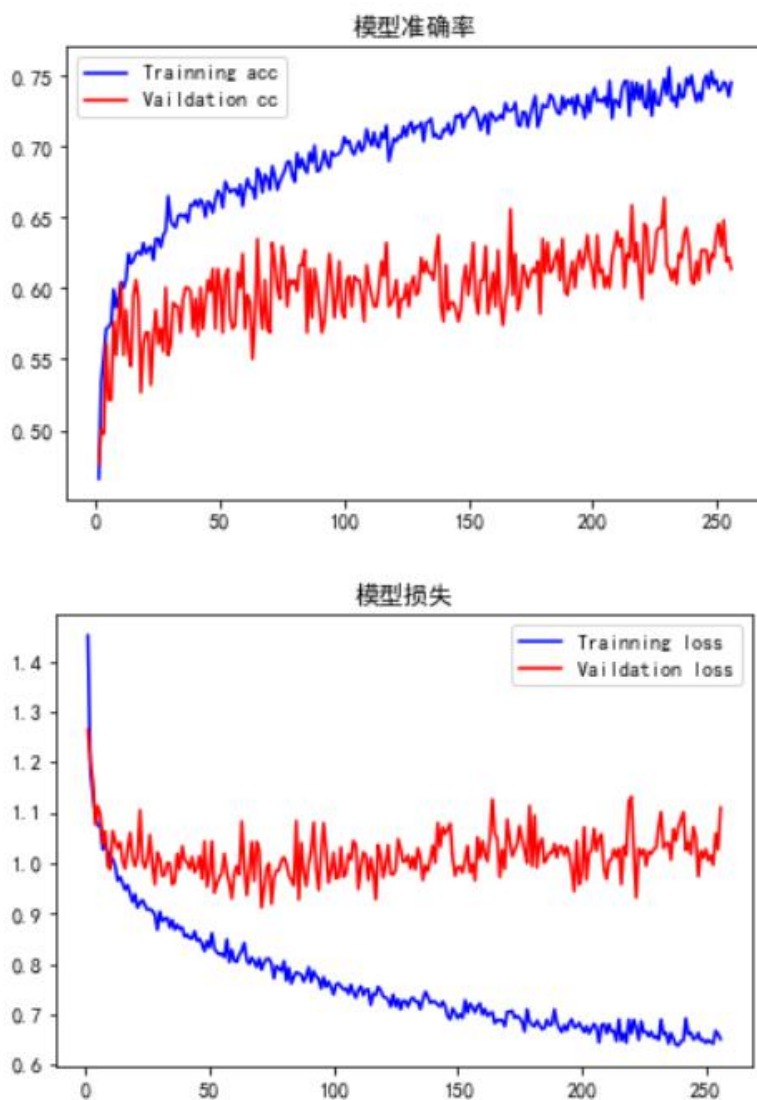 模型准确率
Trainning acc
Vaildation cc
0.75
0.70
0.65
0.60
0.55
0.50
0 50 100 150 200 250
模型损失
Trainning loss
Vaildation loss
1.4
1.3
1.2
1.1
1.0
0.9
0.8
0.7
0.6
0 50 100 150 200 250